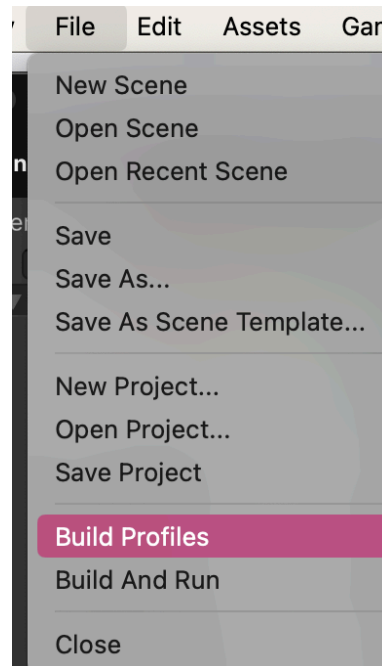 File Edit Assets
New Scene
Open Scene
Open Recent Scene
Save
Save As...
Save As Scene Template...
New Project...
Open Project...
Save Project
Build Profiles
Build And Run
Close